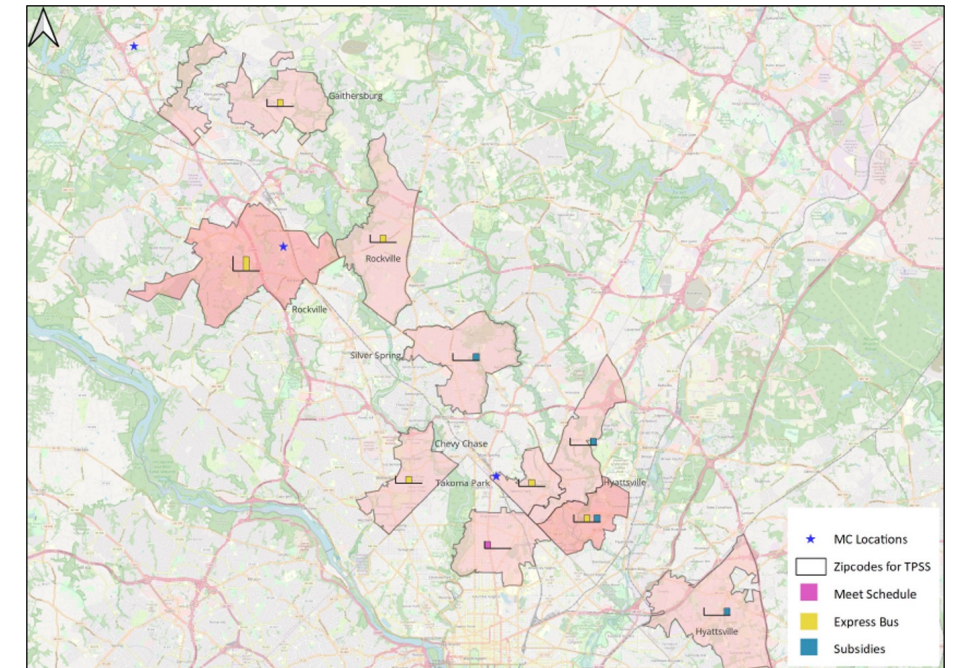 Gaithersburg
Rockville
Rockville
Silver Spring
Chevy Chase
Takoma Park
Hyattsville
Hyattsville
MC Locations
Zipcodes for TPSS
Meet Schedule
Express Bus
Subsidies